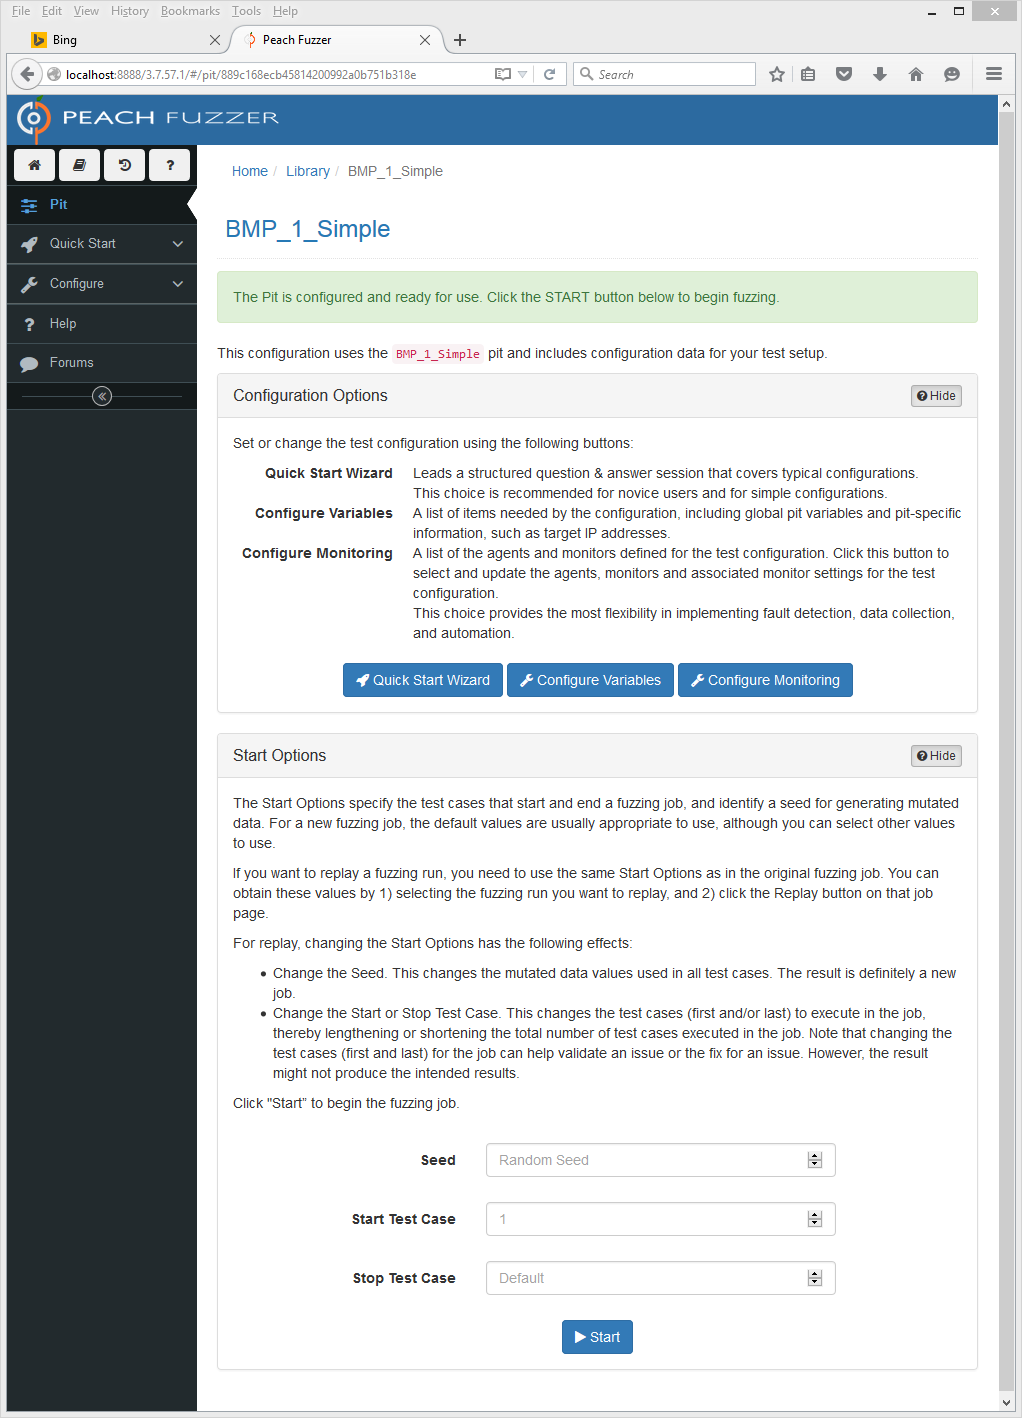 File Edit View History Bookmarks Tools Help
Bing
Peach Fuzzer
localhost:8888/3.7.57.1/#/pit/889c168ecb45814200992a0b751b318e
Search
PEACH FUZZER
Home / Library / BMP_1_Simple
Pit
Quick Start
Configure
Help
Forums
BMP_1_Simple
The Pit is configured and ready for use. Click the START button below to begin fuzzing.
This configuration uses the BMP_1_Simple pit and includes configuration data for your test setup.
Configuration Options
Hide
Set or change the test configuration using the following buttons:
Quick Start Wizard Leads a structured question & answer session that covers typical configurations.
This choice is recommended for novice users and for simple configurations.
Configure Variables A list of items needed by the configuration, including global pit variables and pit-specific
information, such as target IP addresses.
Configure Monitoring A list of the agents and monitors defined for the test configuration. Click this button to
select and update the agents, monitors and associated monitor settings for the test
configuration.
This choice provides the most flexibility in implementing fault detection, data collection,
and automation.
Quick Start Wizard Configure Variables Configure Monitoring
Start Options
Hide
The Start Options specify the test cases that start and end a fuzzing job, and identify a seed for generating mutated
data. For a new fuzzing job, the default values are usually appropriate to use, although you can select other values
to use.
If you want to replay a fuzzing run, you need to use the same Start Options as in the original fuzzing job. You can
obtain these values by 1) selecting the fuzzing run you want to replay, and 2) click the Replay button on that job
page.
For replay, changing the Start Options has the following effects:
• Change the Seed. This changes the mutated data values used in all test cases. The result is definitely a new
job.
• Change the Start or Stop Test Case. This changes the test cases (first and/or last) to execute in the job,
thereby lengthening or shortening the total number of test cases executed in the job. Note that changing the
test cases (first and last) for the job can help validate an issue or the fix for an issue. However, the result
might not produce the intended results.
Click "Start" to begin the fuzzing job.
Seed Random Seed
Start Test Case 1
Stop Test Case Default
Start